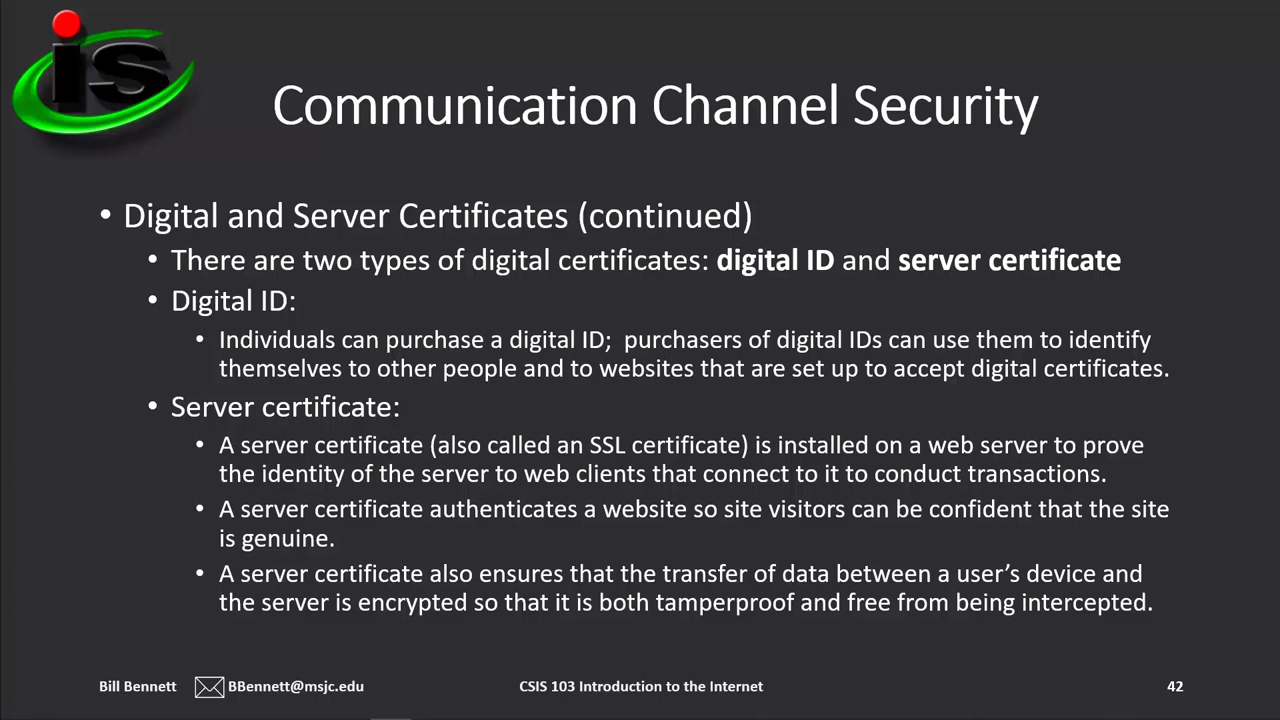 is
Communication Channel Security
• Digital and Server Certificates (continued)
• There are two types of digital certificates: digital ID and server certificate
• Digital ID:
• Individuals can purchase a digital ID;  purchasers of digital IDs can use them to identify
themselves to other people and to websites that are set up to accept digital certificates.
• Server certificate:
• A server certificate (also called an SSL certificate) is installed on a web server to prove
the identity of the server to web clients that connect to it to conduct transactions.
• A server certificate authenticates a website so site visitors can be confident that the site
is genuine.
• A server certificate also ensures that the transfer of data between a user’s device and
the server is encrypted so that it is both tamperproof and free from being intercepted.
Bill Bennett BBennett@msjc.edu CSIS 103 Introduction to the Internet 42